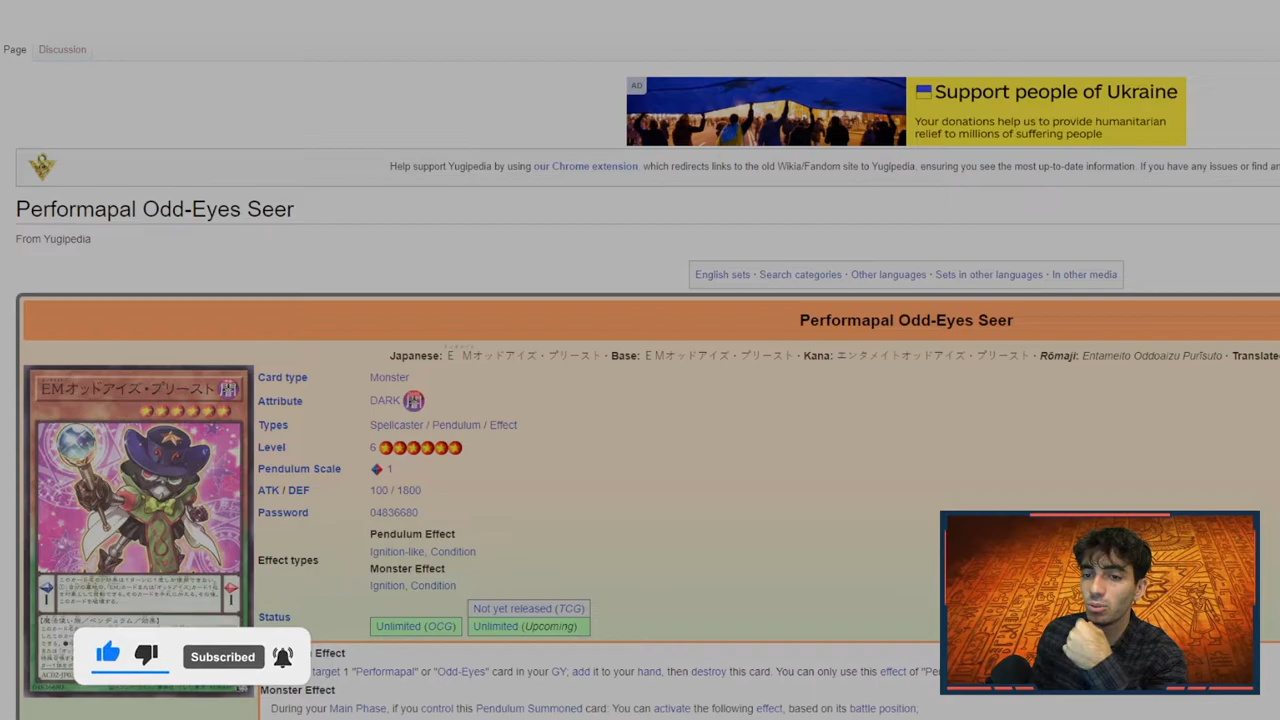 Page Discussion
AD
Support people of Ukraine
Your donations help us to provide humanitarian
relief to millions of suffering people
Help support Yugipedia by using our Chrome extension, which redirects links to the old Wikia/Fandom site to Yugipedia, ensuring you see the most up-to-date information. If you have any issues or find an
Performapal Odd-Eyes Seer
From Yugipedia
English sets · Search categories · Other languages · Sets in other languages · In other media
Performapal Odd-Eyes Seer
Japanese: ＥＭオッドアイズ・プリースト · Base: ＥＭオッドアイズ・プリースト · Kana: エンタメイトオッドアイズ・プリースト · Rōmaji: Entameito Oddoaizu Purīsuto · Translate
EMオッドアイズ・プリースト
Card type Monster
Attribute DARK
Types Spellcaster / Pendulum / Effect
Level 6
Pendulum Scale 1
ATK / DEF 100 / 1800
Password 04836680
Effect types
Pendulum Effect
Ignition-like, Condition
Monster Effect
Ignition, Condition
Status
Unlimited (OCG)
Not yet released (TCG)
Unlimited (Upcoming)
1 1
Subscribed
Effect
target 1 "Performapal" or "Odd-Eyes" card in your GY; add it to your hand, then destroy this card. You can only use this effect of "Pe
Monster Effect
During your Main Phase, if you control this Pendulum Summoned card: You can activate the following effect, based on its battle position;